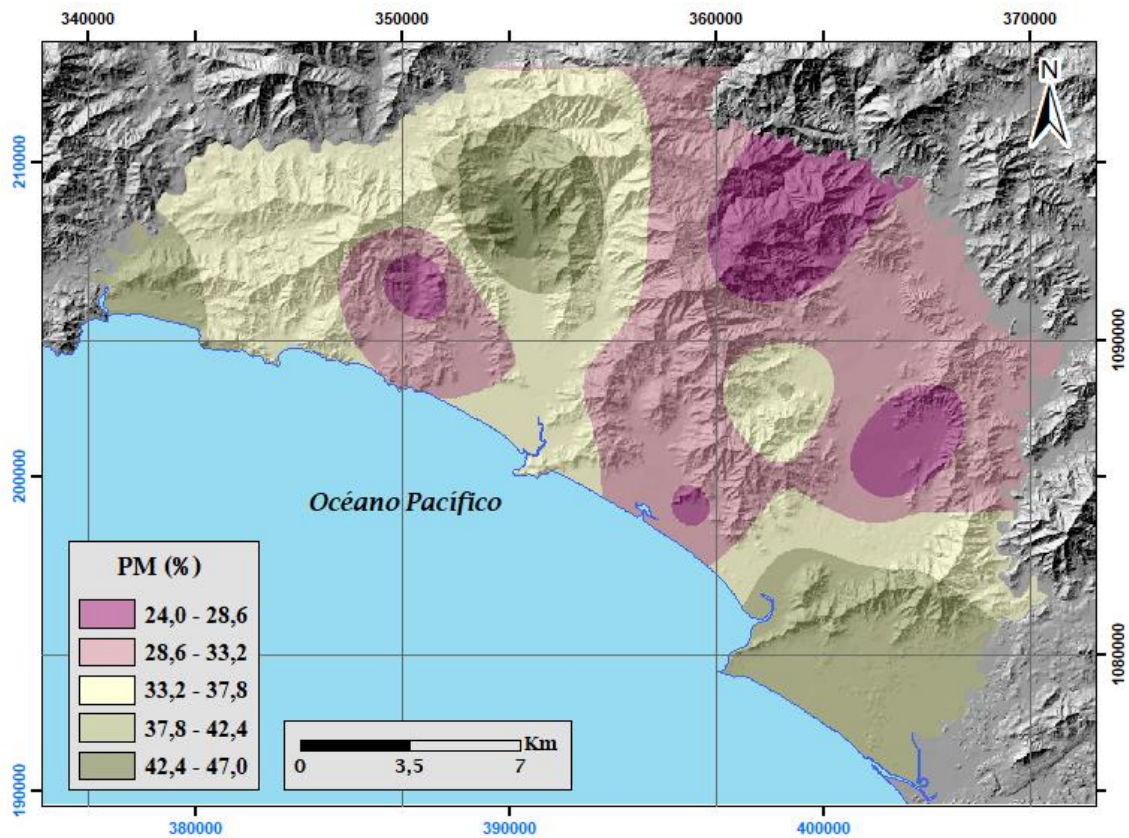 340000 350000 360000 370000
N
210000
1090000
200000
Océano Pacífico
PM (%)
24,0 - 28,6
28,6 - 33,2
33,2 - 37,8
37,8 - 42,4
42,4 - 47,0
Km
0 3,5 7
1080000
190000
380000 390000 400000